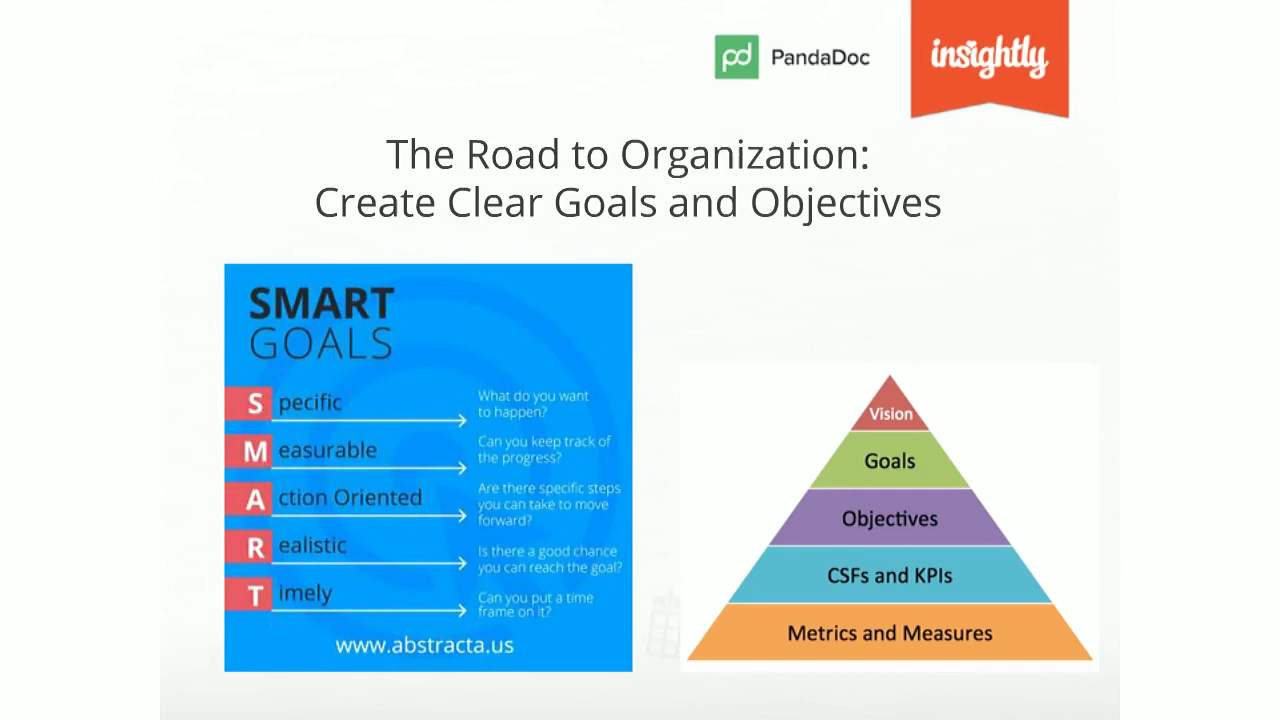 pd PandaDoc
insightly
The Road to Organization:
Create Clear Goals and Objectives
SMART
GOALS
S pecific
What do you want
to happen?
M easurable
Can you keep track of
the progress?
A ction Oriented
Are there specific steps
you can take to move
forward?
R ealistic
Is there a good chance
you can reach the goal?
T imely
Can you put a time
frame on it?
www.abstracta.us
Vision
Goals
Objectives
CSFs and KPIs
Metrics and Measures